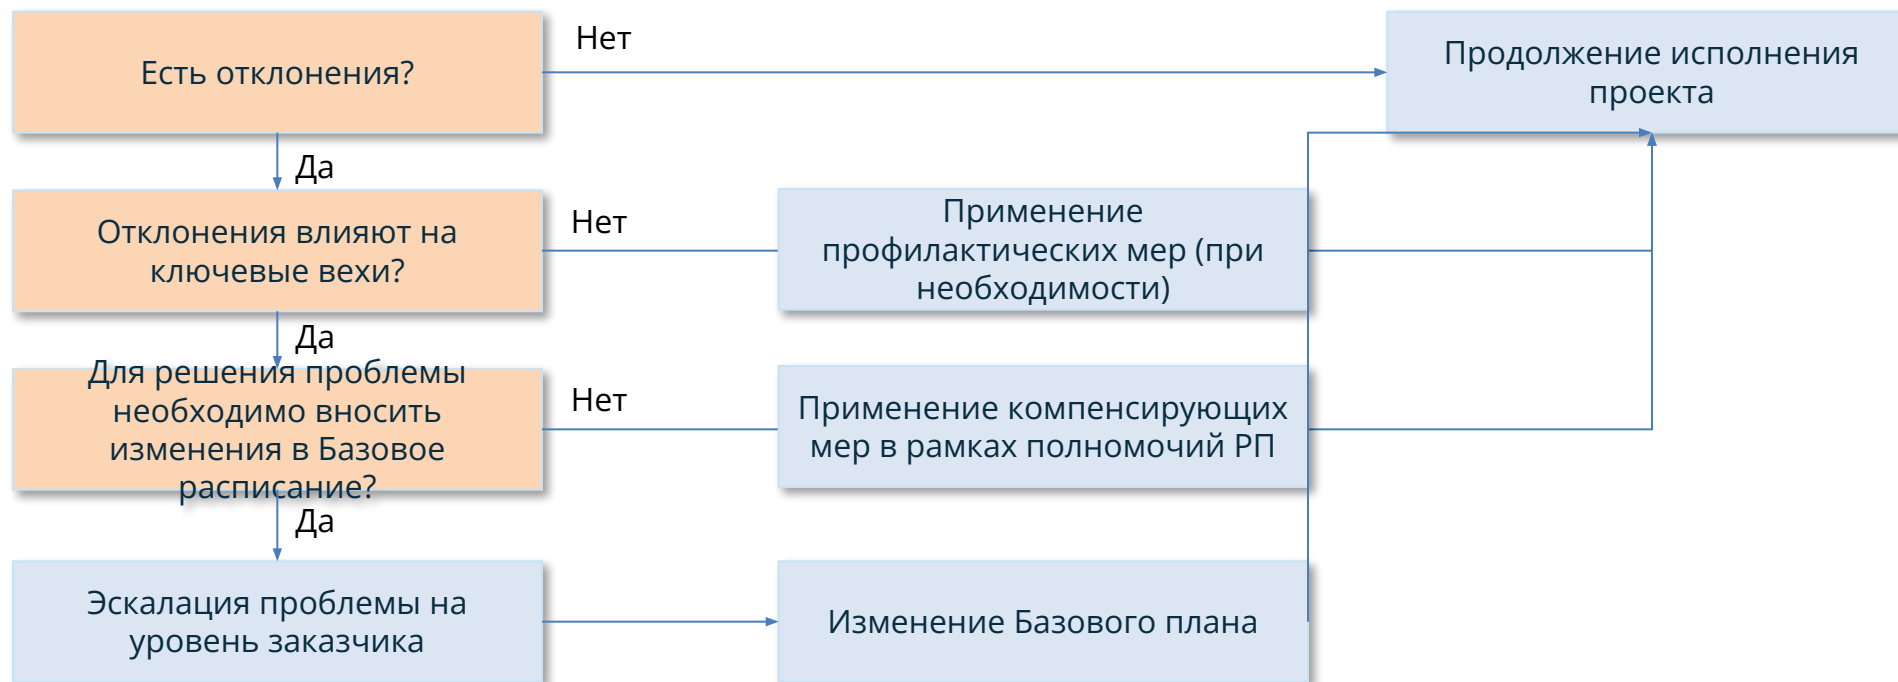 Есть отклонения?
Нет
Продолжение исполнения
проекта
Да
Отклонения влияют на
ключевые вехи?
Нет
Применение
профилактических мер (при
необходимости)
Да
Для решения проблемы
необходимо вносить
изменения в Базовое
расписание?
Нет
Применение компенсирующих
мер в рамках полномочий РП
Да
Эскалация проблемы на
уровень заказчика
Изменение Базового плана